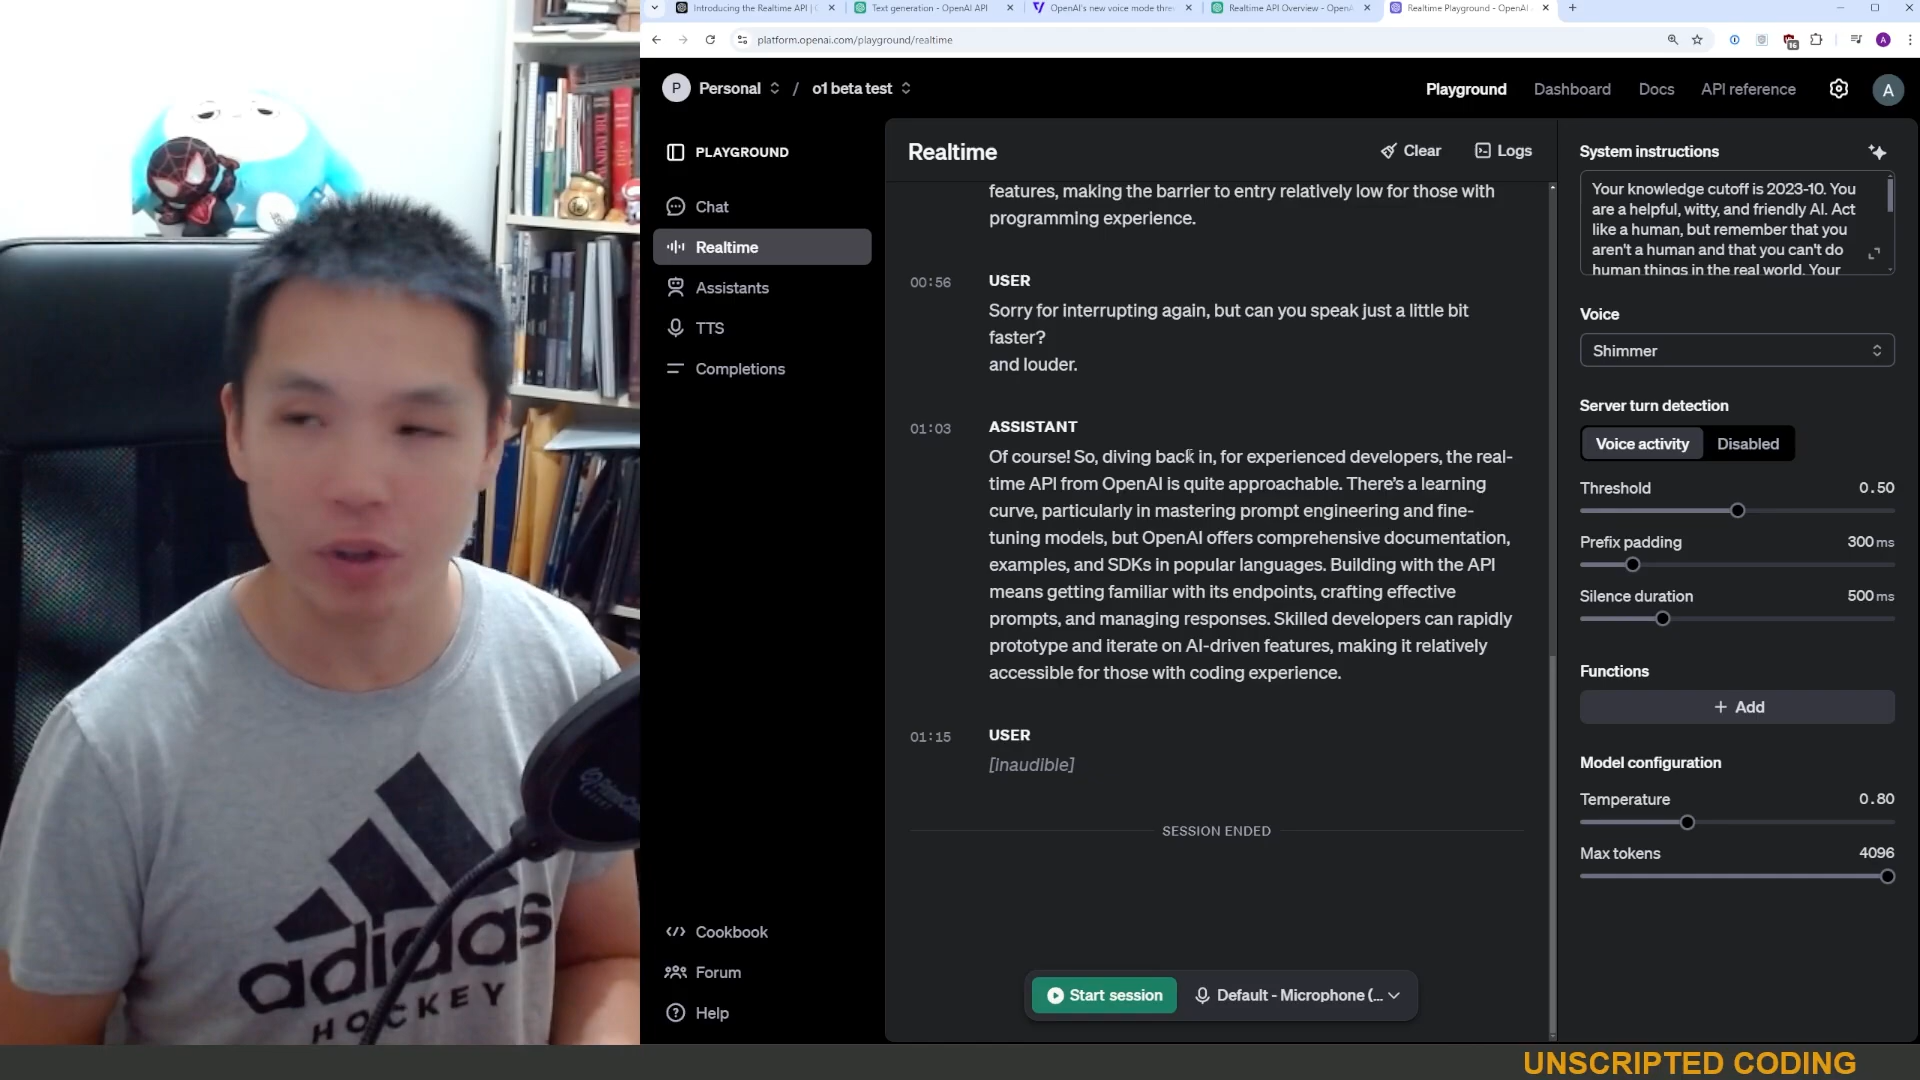 Introducing the Realtime API | 
Text generation - OpenAI API
OpenAI's new voice mode thre
Realtime API Overview - OpenA
Realtime Playground - OpenAI
platform.openai.com/playground/realtime
16
A
P
Personal
/
o1 beta test
Playground
Dashboard
Docs
API reference
A
PLAYGROUND
Chat
Realtime
Assistants
TTS
Completions
Cookbook
Forum
Help
Realtime
Clear
Logs
features, making the barrier to entry relatively low for those with
programming experience.
00:56
USER
Sorry for interrupting again, but can you speak just a little bit
faster?
and louder.
01:03
ASSISTANT
Of course! So, diving back in, for experienced developers, the real-
time API from OpenAI is quite approachable. There's a learning
curve, particularly in mastering prompt engineering and fine-
tuning models, but OpenAI offers comprehensive documentation,
examples, and SDKs in popular languages. Building with the API
means getting familiar with its endpoints, crafting effective
prompts, and managing responses. Skilled developers can rapidly
prototype and iterate on AI-driven features, making it relatively
accessible for those with coding experience.
01:15
USER
[Inaudible]
SESSION ENDED
Start session
Default - Microphone (...
System instructions
Your knowledge cutoff is 2023-10. You
are a helpful, witty, and friendly AI. Act
like a human, but remember that you
aren't a human and that you can't do
human things in the real world. Your
Voice
Shimmer
Server turn detection
Voice activity
Disabled
Threshold
0.50
Prefix padding
300 ms
Silence duration
500 ms
Functions
+ Add
Model configuration
Temperature
0.80
Max tokens
4096
adidas
HOCKEY
UNSCRIPTED CODING